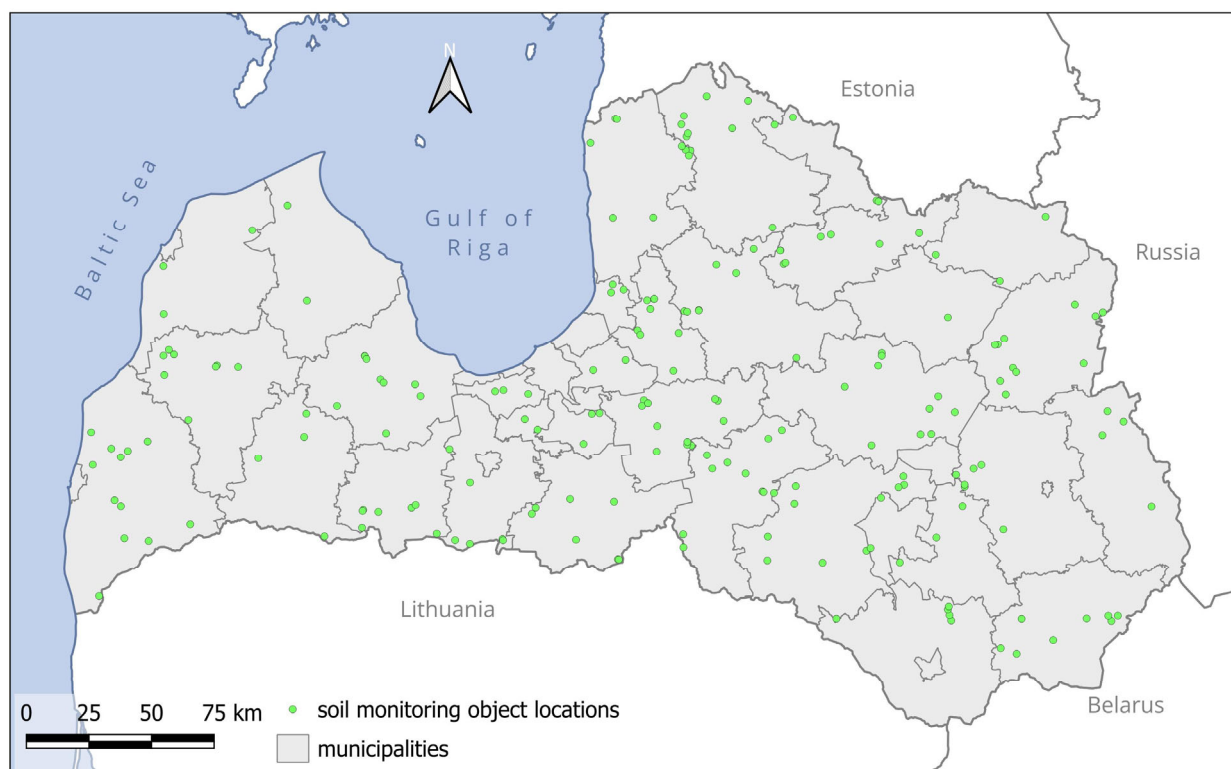 N
Estonia
Baltic Sea
Gulf of
Riga
Russia
Lithuania
Belarus
0 25 50 75 km
soil monitoring object locations
municipalities